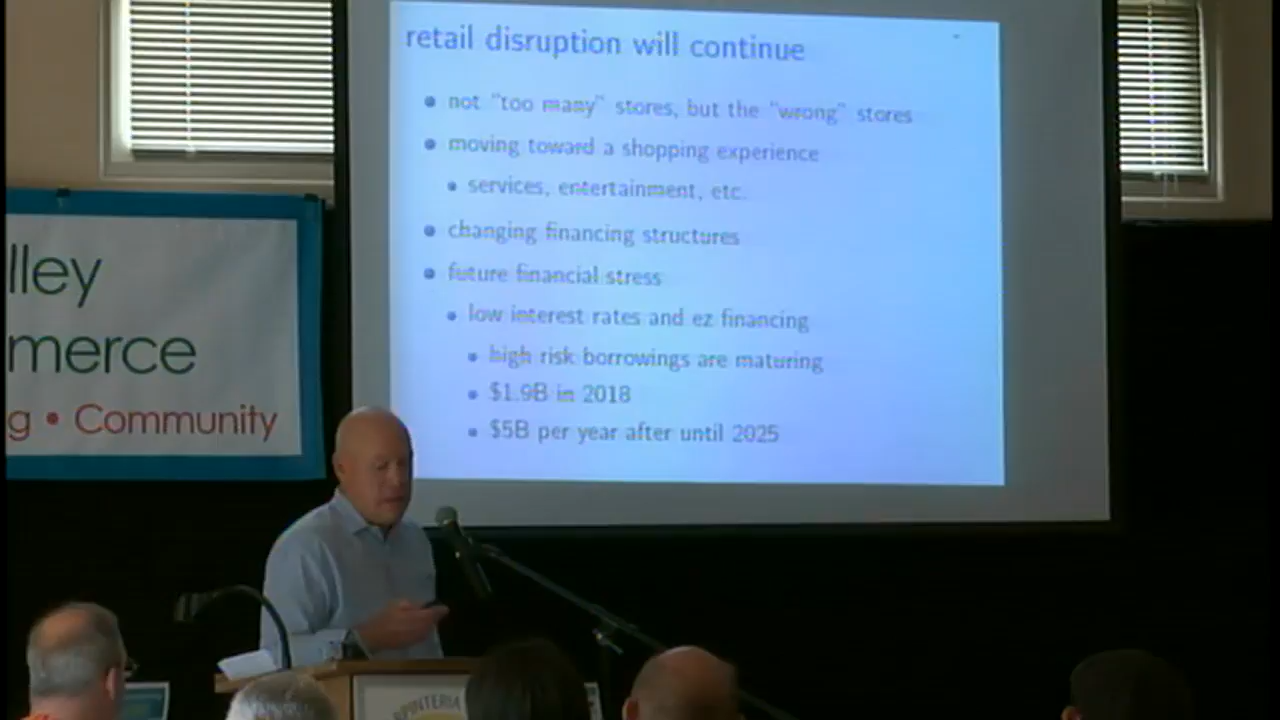 retail disruption will continue
not "too many" stores, but the "wrong" stores
moving toward a shopping experience
services, entertainment, etc.
changing financing structures
future financial stress
low interest rates and ez financing
high risk borrowings are maturing
$1.9B in 2018
$5B per year after until 2025
lley
merce
g • Community
PINTERIA